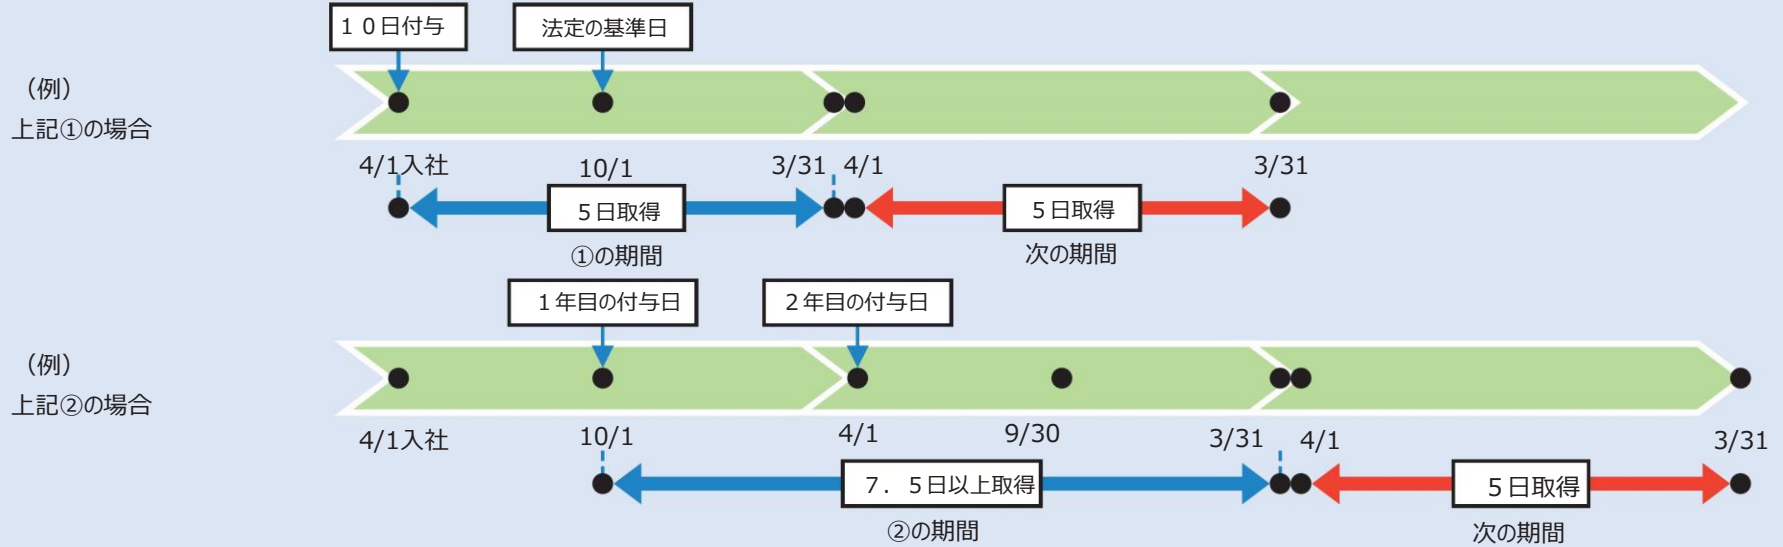 １０日付与
法定の基準日
（例）
上記①の場合
4/1入社
10/1
3/31
4/1
3/31
５日取得
５日取得
①の期間
次の期間
１年目の付与日
２年目の付与日
（例）
上記②の場合
4/1入社
10/1
4/1
9/30
3/31
4/1
3/31
７．５日以上取得
５日取得
②の期間
次の期間